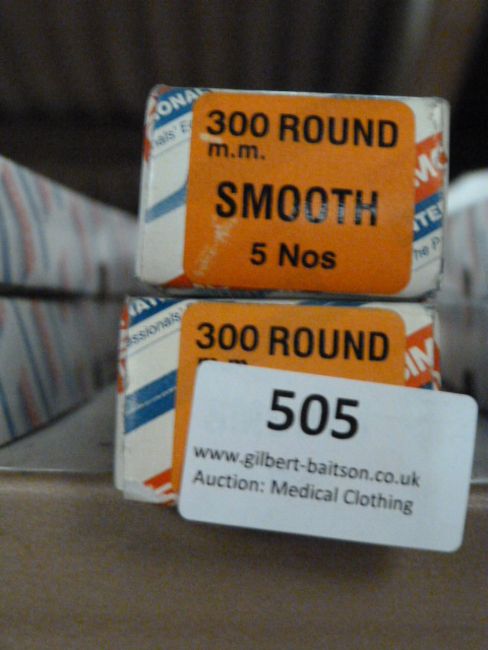 300 ROUND
m.m.
SMOOTH
5 Nos
300 ROUND
505
www.gilbert-baitson.co.uk
Auction: Medical Clothing